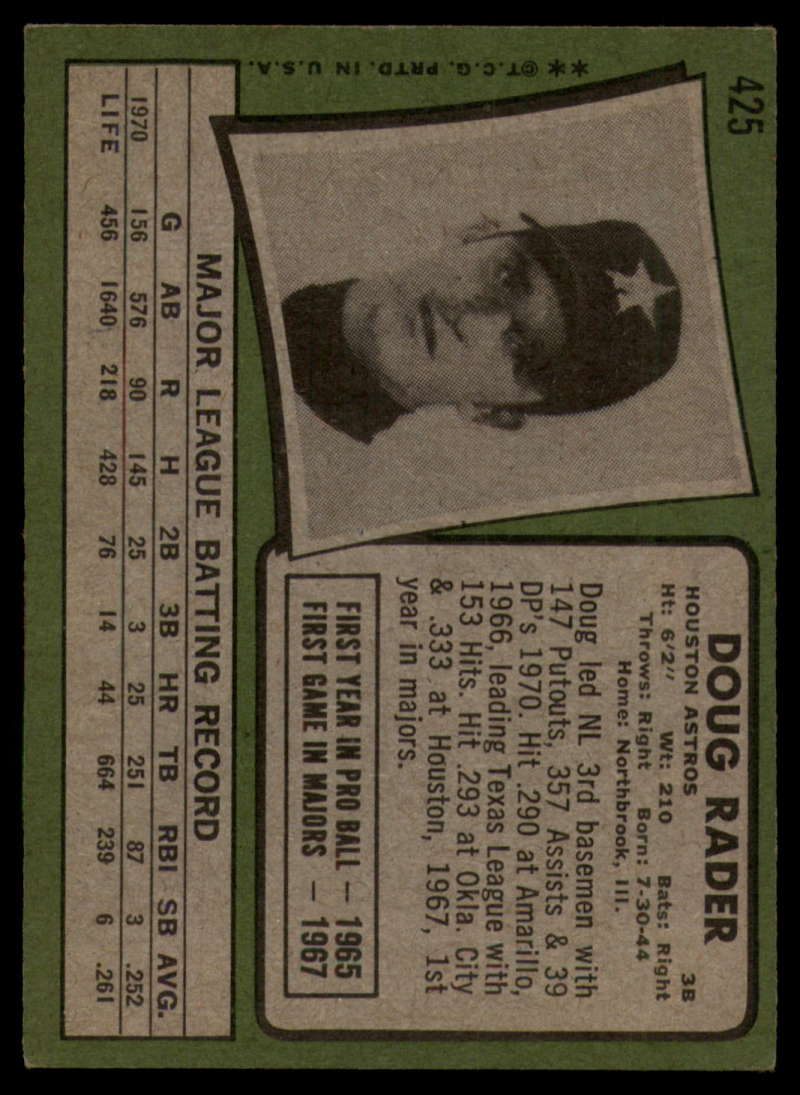 425
**©T.C.G. PRTD. IN U.S.A.
DOUG RADER
HOUSTON ASTROS 3B
Ht: 6'2" Wt: 210 Bats: Right
Throws: Right Born: 7-30-44
Home: Northbrook, Ill.
Doug led NL 3rd basemen with
147 Putouts, 357 Assists & 39
DP's 1970. Hit .290 at Amarillo,
1966, leading Texas League with
153 Hits. Hit .293 at Okla. City
& .333 at Houston, 1967, 1st
year in majors.
FIRST YEAR IN PRO BALL — 1965
FIRST GAME IN MAJORS — 1967
MAJOR LEAGUE BATTING RECORD
G AB R H 2B 3B HR TB RBI SB AVG.
1970 156 576 90 145 25 3 25 251 87 3 .252
LIFE 456 1640 218 428 76 14 44 664 239 6 .261